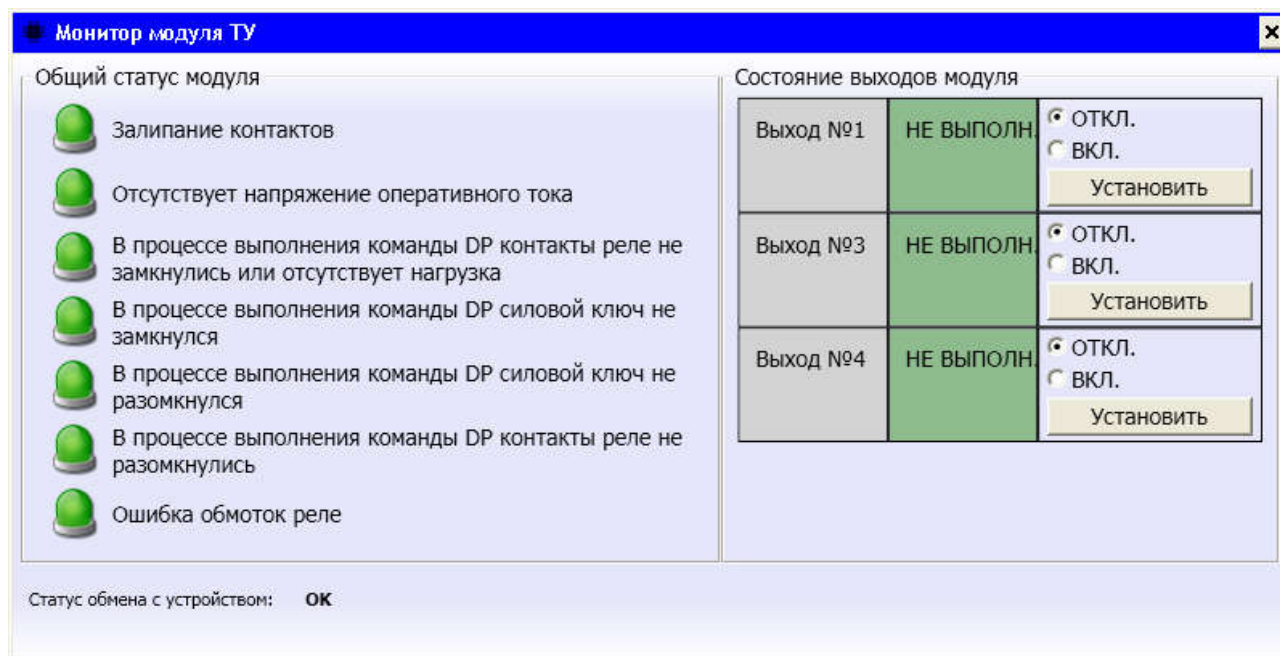 Монитор модуля ТУ
Общий статус модуля
Залипание контактов
Отсутствует напряжение оперативного тока
В процессе выполнения команды DP контакты реле не
замкнулись или отсутствует нагрузка
В процессе выполнения команды DP силовой ключ не
замкнулся
В процессе выполнения команды DP силовой ключ не
разомкнулся
В процессе выполнения команды DP контакты реле не
разомкнулись
Ошибка обмоток реле
Состояние выходов модуля
Выход №1 НЕ ВЫПОЛН. ОТКЛ.
ВКЛ.
Установить
Выход №3 НЕ ВЫПОЛН. ОТКЛ.
ВКЛ.
Установить
Выход №4 НЕ ВЫПОЛН. ОТКЛ.
ВКЛ.
Установить
Статус обмена с устройством: OK